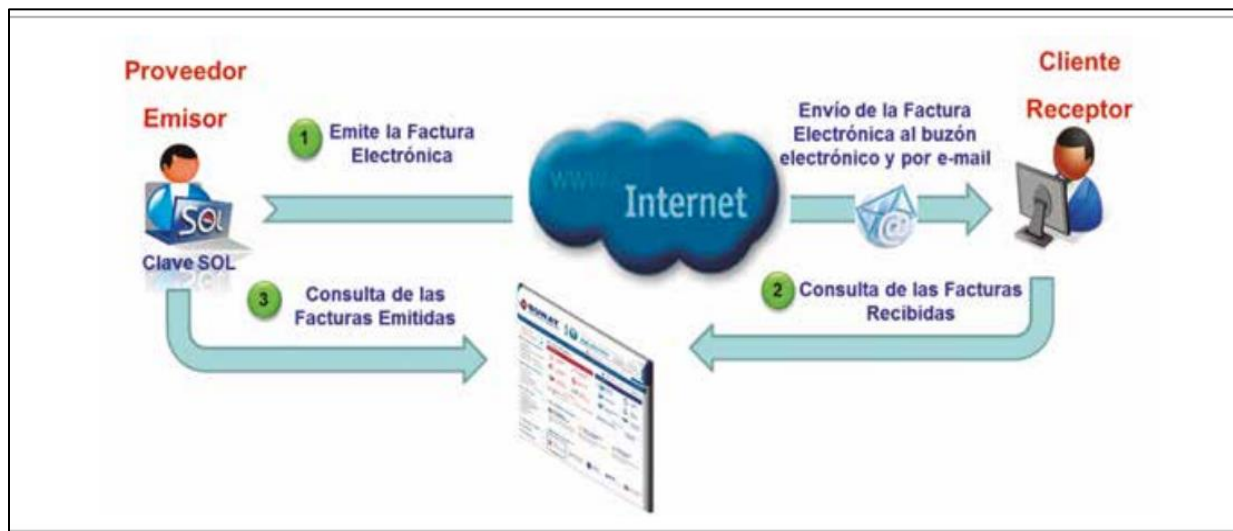 Proveedor
Emisor
SOL
Clave SOL
1
Emite la Factura
Electrónica
www.
Internet
Envío de la Factura
Electrónica al buzón
electrónico y por e-mail
@
Cliente
Receptor
2
Consulta de las Facturas
Recibidas
3
Consulta de las
Facturas Emitidas
SUNAT